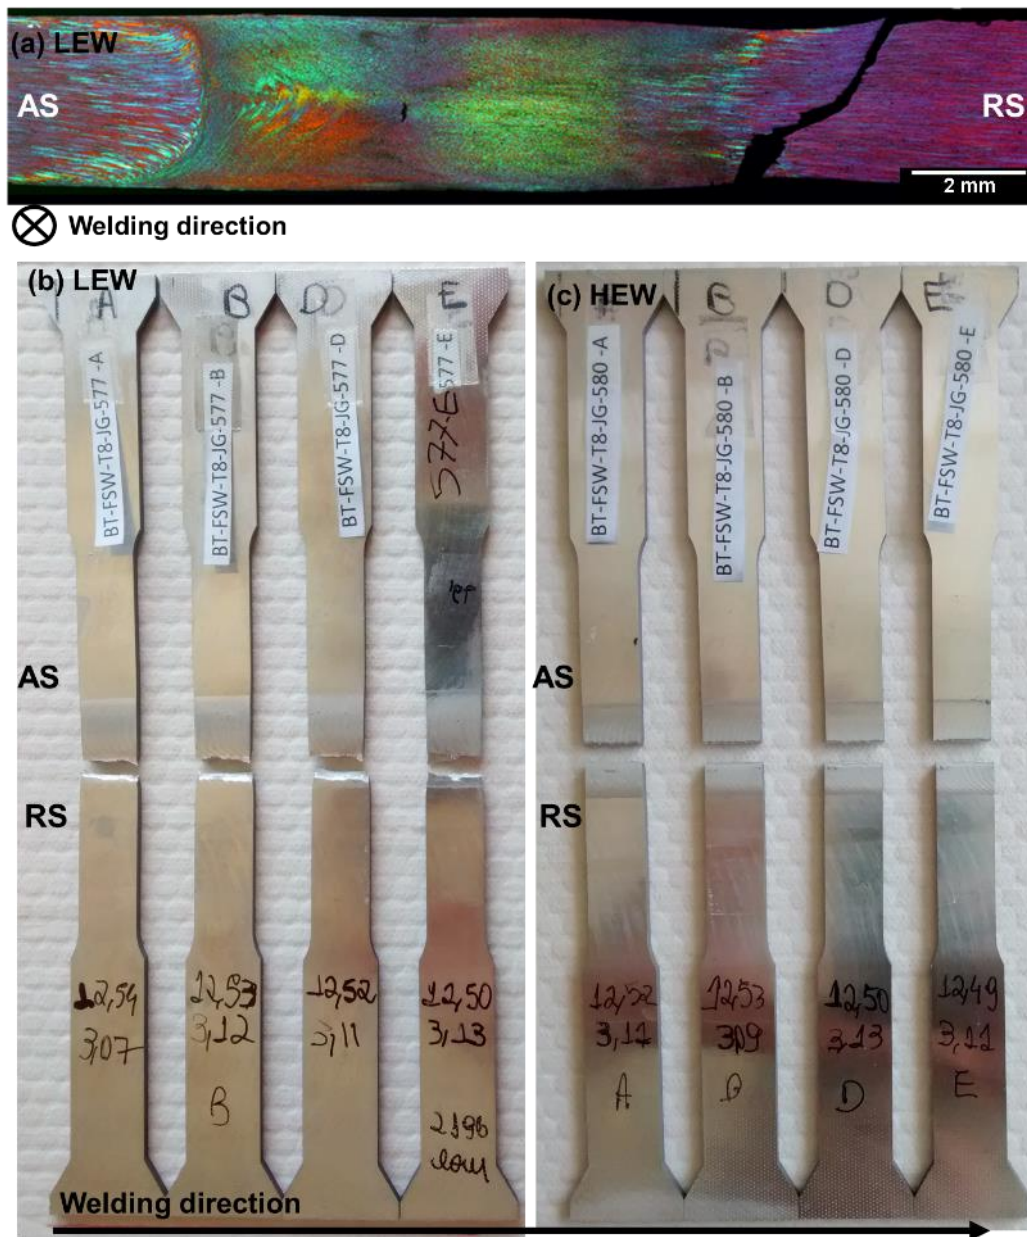 (a) LEW
AS
RS
2 mm
Welding direction
(b) LEW
A
B
D
E
BT-FSW-T8-JG-577 -A
BT-FSW-T8-JG-577 -B
BT-FSW-T8-JG-577 -D
577 -E
577-E
AS
RS
12,54
3,07
12,53
3,12
B
12,52
3,11
12,50
3,13
2196
low
(c) HEW
B
D
E
BT-FSW-T8-JG-580 -A
BT-FSW-T8-JG-580 -B
BT-FSW-T8-JG-580 -D
BT-FSW-T8-JG-580 -E
AS
RS
12,52
3,11
A
12,53
3,09
B
12,50
3,13
D
12,49
3,11
E
Welding direction